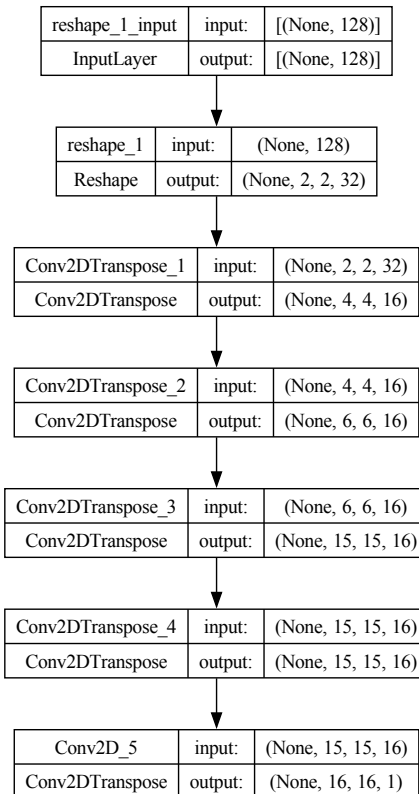 reshape_1_input input: [(None, 128)]
InputLayer output: [(None, 128)]
reshape_1 input: (None, 128)
Reshape output: (None, 2, 2, 32)
Conv2DTranspose_1 input: (None, 2, 2, 32)
Conv2DTranspose output: (None, 4, 4, 16)
Conv2DTranspose_2 input: (None, 4, 4, 16)
Conv2DTranspose output: (None, 6, 6, 16)
Conv2DTranspose_3 input: (None, 6, 6, 16)
Conv2DTranspose output: (None, 15, 15, 16)
Conv2DTranspose_4 input: (None, 15, 15, 16)
Conv2DTranspose output: (None, 15, 15, 16)
Conv2D_5 input: (None, 15, 15, 16)
Conv2DTranspose output: (None, 16, 16, 1)